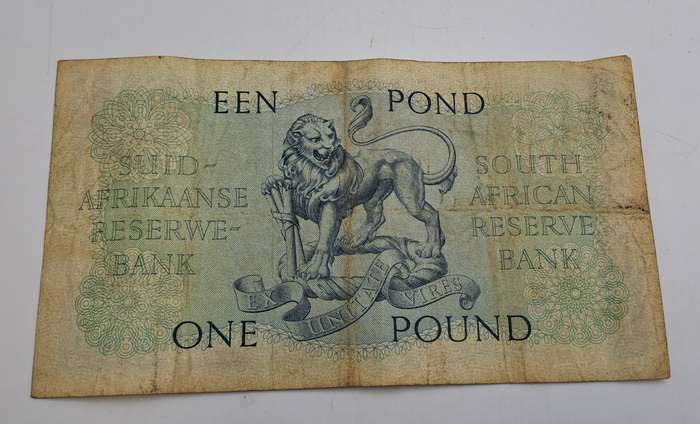 EEN POND
SUID-
AFRIKAANSE
RESERWE-
BANK
SOUTH
AFRICAN
RESERVE
BANK
EX UNITATE VIRES
ONE POUND